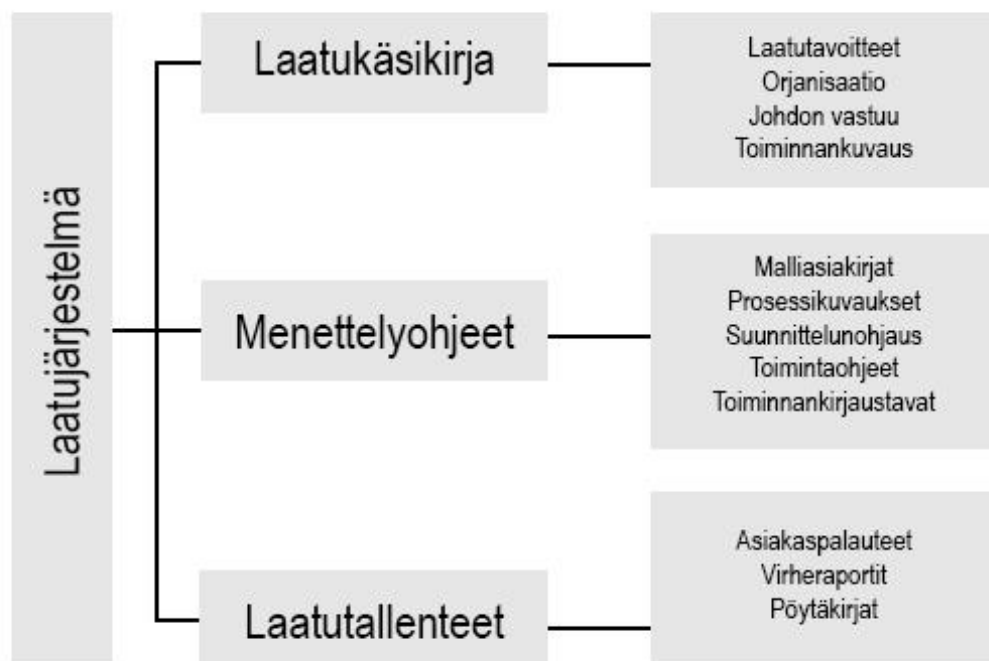 Laatujärjestelmä
Laatukäsikirja
Laatutavoitteet
Orjanisaatio
Johdon vastuu
Toiminnankuvaus
Menettelyohjeet
Malliasiakirjat
Prosessikuvaukset
Suunnittelunohjaus
Toimintaohjeet
Toiminnankirjaustavat
Laatutallenteet
Asiakaspalauteet
Virheraportit
Pöytäkirjat